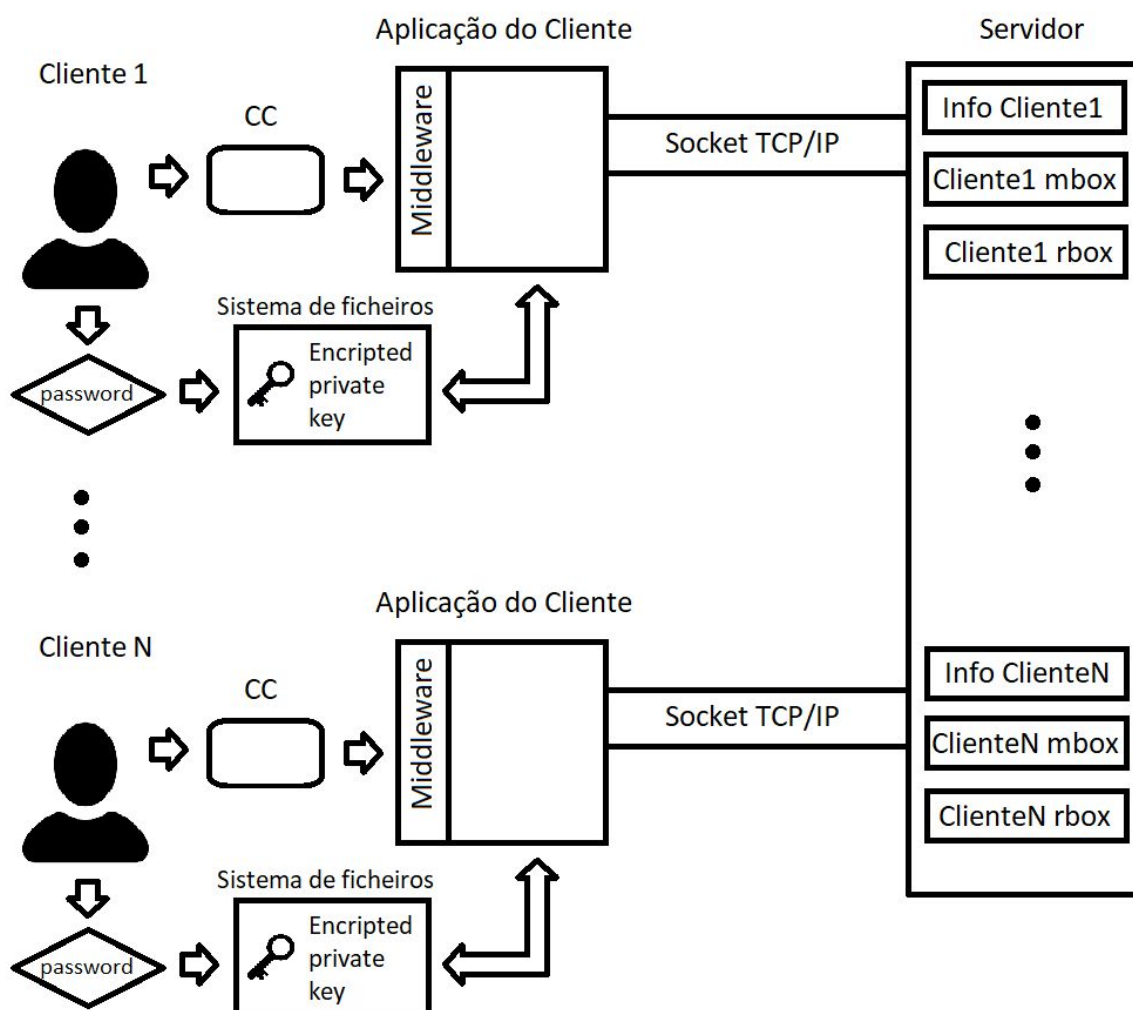 Aplicação do Cliente
Servidor
Cliente 1
CC
Middleware
Socket TCP/IP
Info Cliente1
Cliente1 mbox
Cliente1 rbox
Sistema de ficheiros
password
Encripted
private
key
Aplicação do Cliente
Cliente N
CC
Middleware
Socket TCP/IP
Info ClienteN
ClienteN mbox
ClienteN rbox
Sistema de ficheiros
password
Encripted
private
key